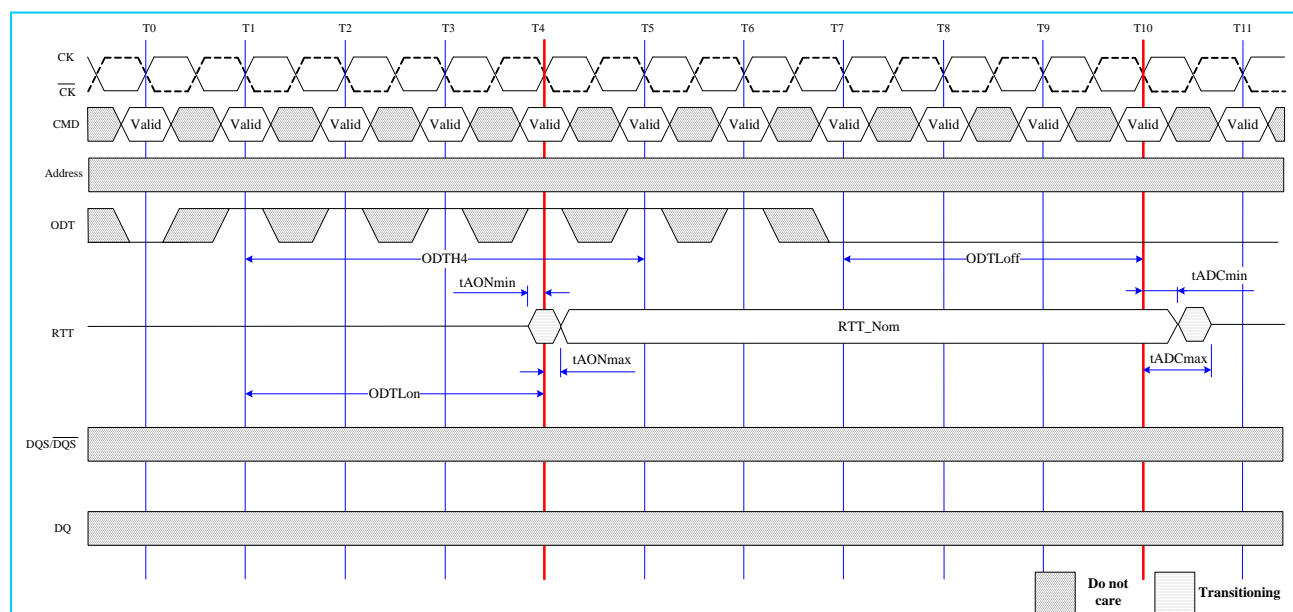 T0 T1 T2 T3 T4 T5 T6 T7 T8 T9 T10 T11
CK
CK
CMD Valid Valid Valid Valid Valid Valid Valid Valid Valid Valid Valid Valid
Address
ODT
ODTH4 ODTLoff
tAONmin tADCmin
RTT RTT_Nom
tAONmax tADCmax
ODTLon
DQS/DQS
DQ
Do not care
Transitioning